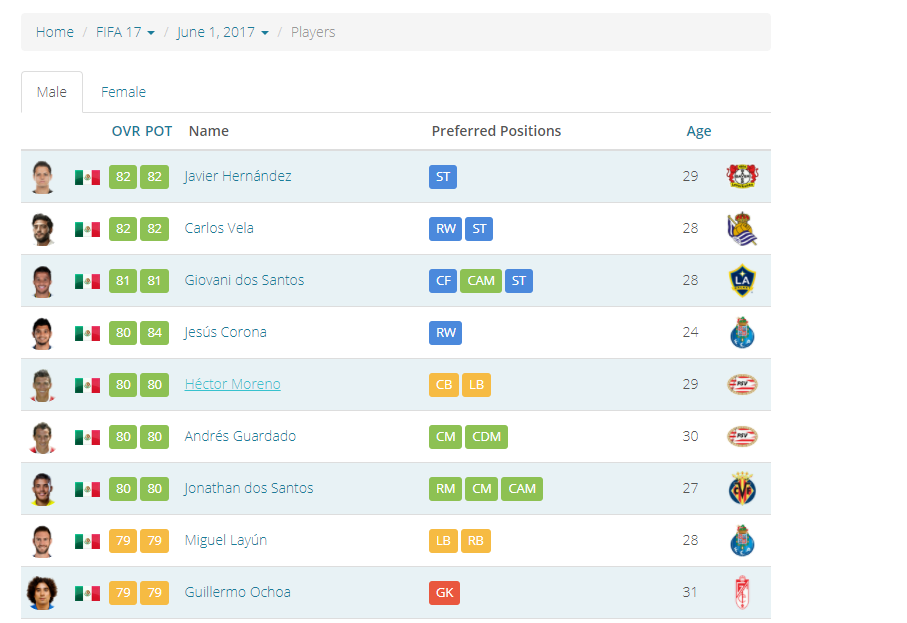 Home / FIFA 17 / June 1, 2017 / Players
Male Female
OVR POT Name Preferred Positions Age
82 82 Javier Hernández ST 29
82 82 Carlos Vela RW ST 28
81 81 Giovani dos Santos CF CAM ST 28 LA
80 84 Jesús Corona RW 24
80 80 Héctor Moreno CB LB 29 PSV
80 80 Andrés Guardado CM CDM 30 PSV
80 80 Jonathan dos Santos RM CM CAM 27
79 79 Miguel Layún LB RB 28
79 79 Guillermo Ochoa GK 31